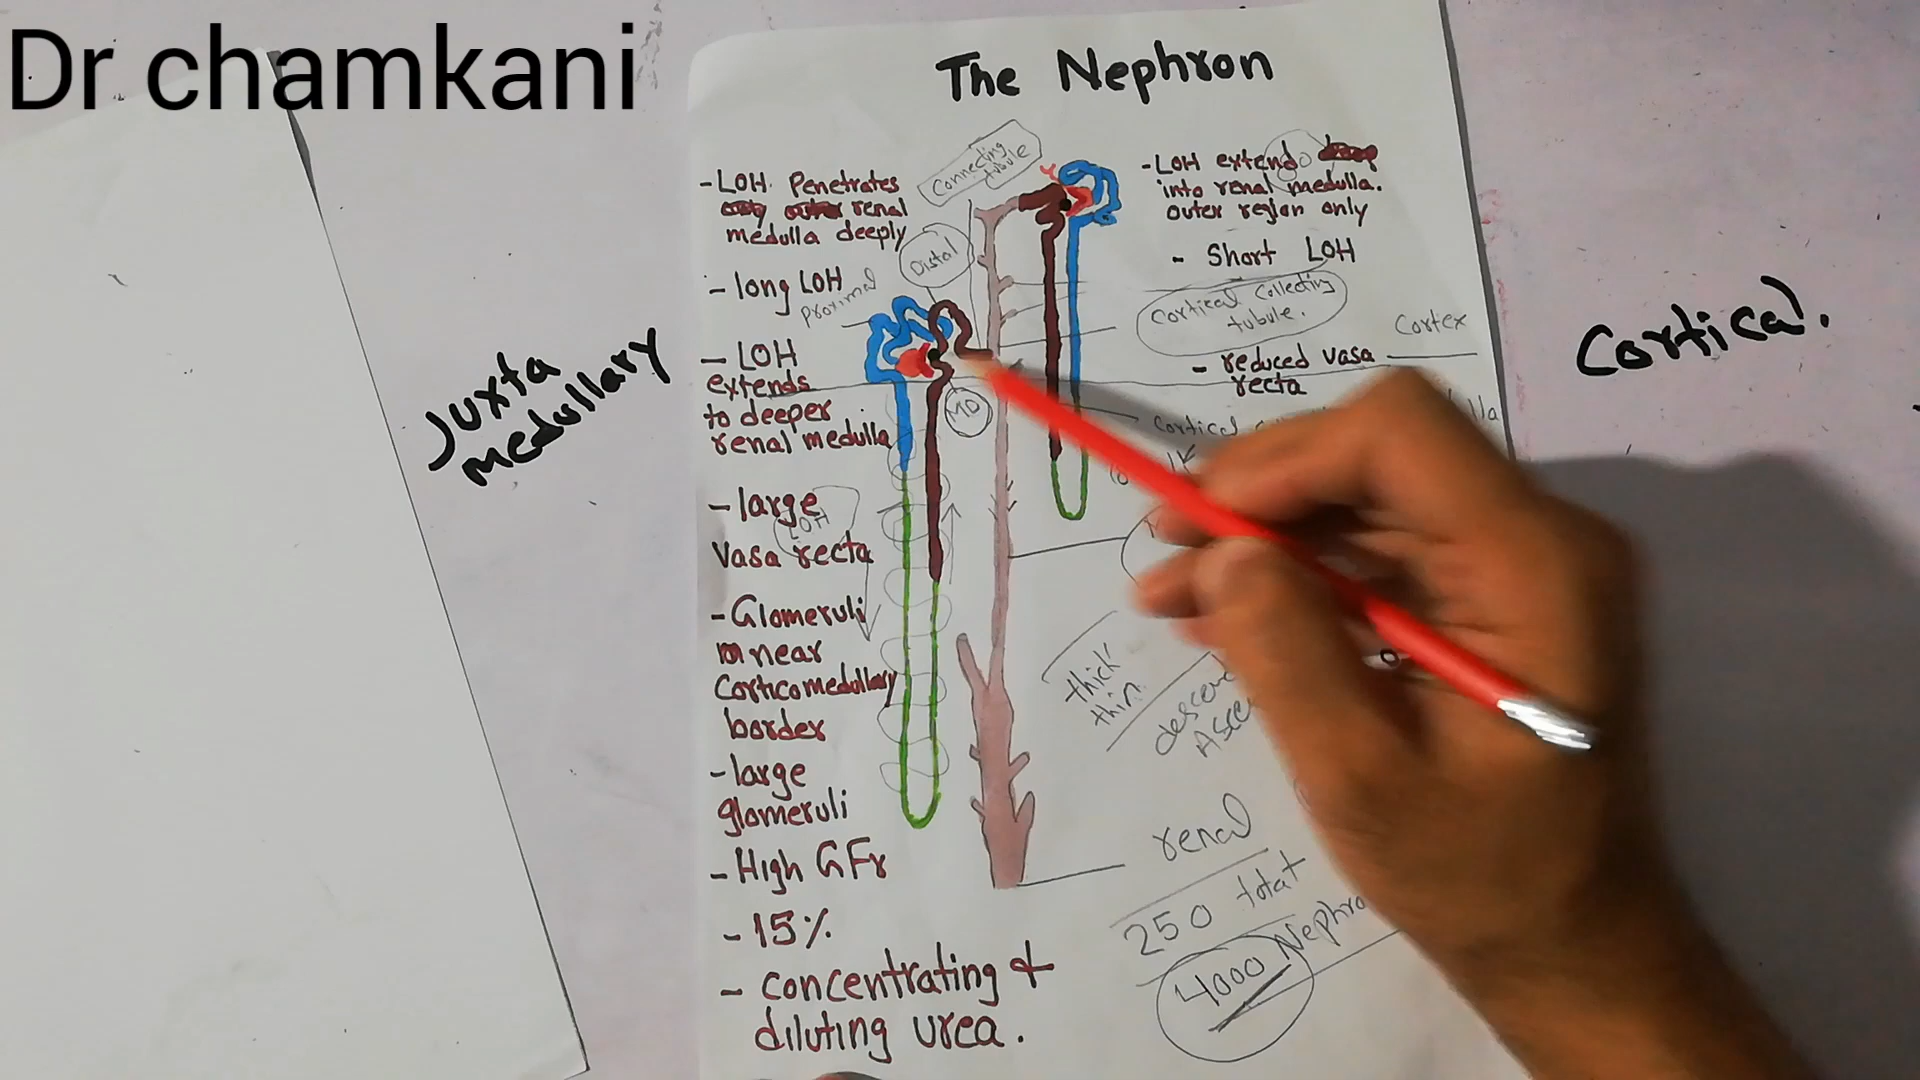 Dr chamkani
The Nephron
Juxta
medullary
-LOH Penetrates
renal
medulla deeply
- long LOH
- LOH
extends
to deeper
renal medulla
- large
vasa recta
LOH
- Glomeruli
near
Corticomedullary
border
- large
glomeruli
- High GFr
- 15%
- concentrating &
diluting urea.
Connecting
tubule
Distal
proximal
MD
-LOH extend
into renal medulla.
outer region only
- Short LOH
Cortical Collecting
tubule.
Cortex
- reduced vasa
recta
Cortical
thick
thin
renal
250 total
4000 Nephro
Cortical.